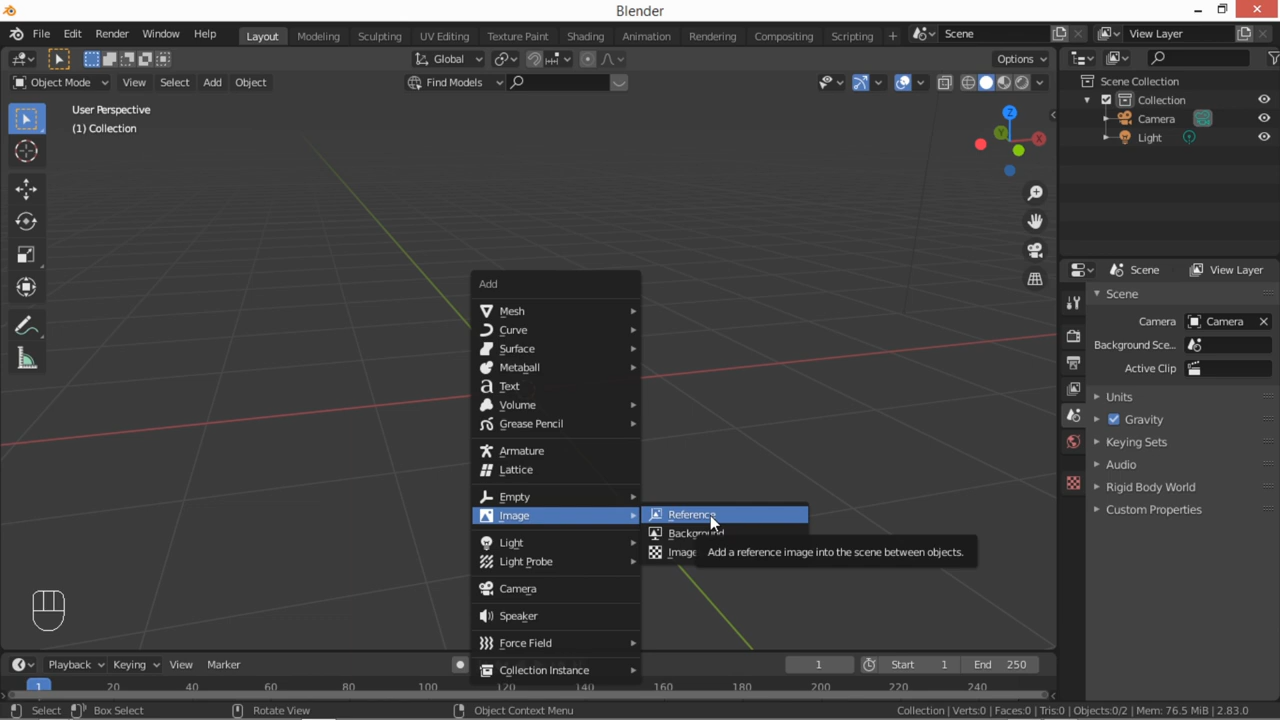 Blender
File Edit Render Window Help Layout Modeling Sculpting UV Editing Texture Paint Shading Animation Rendering Compositing Scripting + Scene View Layer
Global Options
Object Mode View Select Add Object Find Models
User Perspective
(1) Collection
Z
Y
X
Scene Collection
Collection
Camera
Light
Add
Mesh
Curve
Surface
Metaball
Text
Volume
Grease Pencil
Armature
Lattice
Empty
Image
Light
Light Probe
Camera
Speaker
Force Field
Collection Instance
Reference
Background
Image
Add a reference image into the scene between objects.
Scene View Layer
Scene
Camera Camera
Background Sce...
Active Clip
Units
Gravity
Keying Sets
Audio
Rigid Body World
Custom Properties
Playback Keying View Marker 1 Start 1 End 250
1 20 40 60 80 100 120 140 160 180 200 220 240
Select Box Select Rotate View Object Context Menu Collection | Verts:0 | Faces:0 | Tris:0 | Objects:0/2 | Mem: 76.5 MiB | 2.83.0